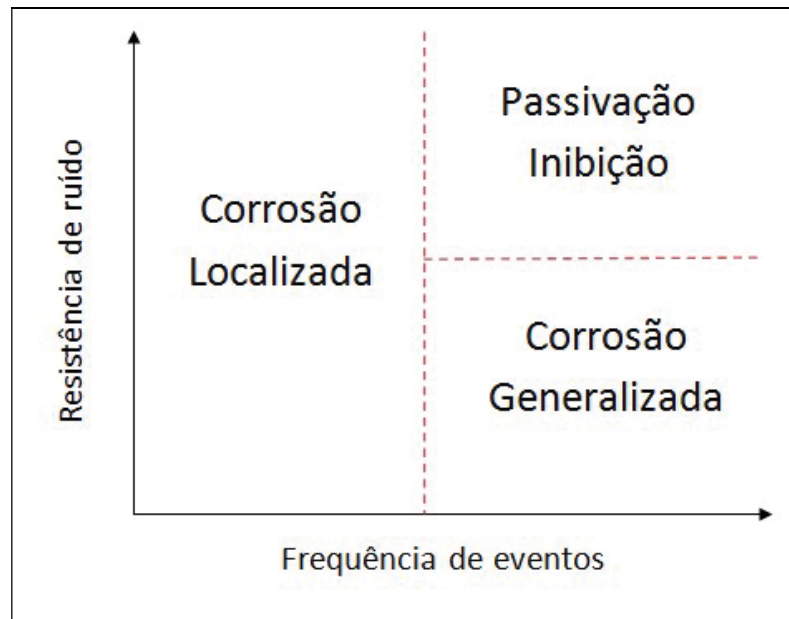 Resistência de ruído
Corrosão
Localizada
Passivação
Inibição
Corrosão
Generalizada
Frequência de eventos